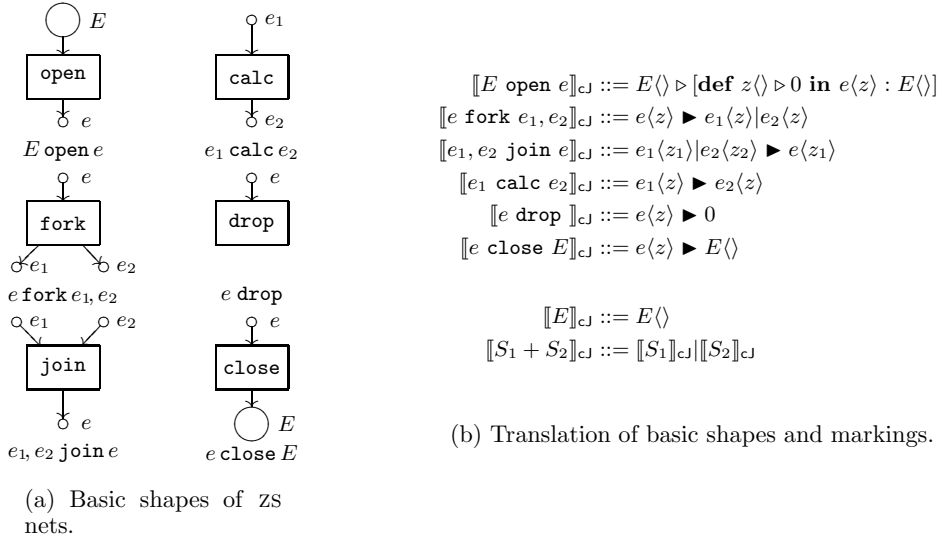 E
e₁
open
calc
e
e₂
E open e
e₁ calc e₂
e
e
fork
drop
e₁
e₂
e fork e₁, e₂
e drop
e₁
e₂
e
join
close
e
E
e₁, e₂ join e
e close E
(a) Basic shapes of ZS
nets.
⟦E open e⟧cJ ::= E⟨⟩ ▷ [def z⟨⟩ ▷ 0 in e⟨z⟩ : E⟨⟩]
⟦e fork e₁, e₂⟧cJ ::= e⟨z⟩ ▶ e₁⟨z⟩|e₂⟨z⟩
⟦e₁, e₂ join e⟧cJ ::= e₁⟨z₁⟩|e₂⟨z₂⟩ ▶ e⟨z₁⟩
⟦e₁ calc e₂⟧cJ ::= e₁⟨z⟩ ▶ e₂⟨z⟩
⟦e drop ⟧cJ ::= e⟨z⟩ ▶ 0
⟦e close E⟧cJ ::= e⟨z⟩ ▶ E⟨⟩
⟦E⟧cJ ::= E⟨⟩
⟦S₁ + S₂⟧cJ ::= ⟦S₁⟧cJ|⟦S₂⟧cJ
(b) Translation of basic shapes and markings.